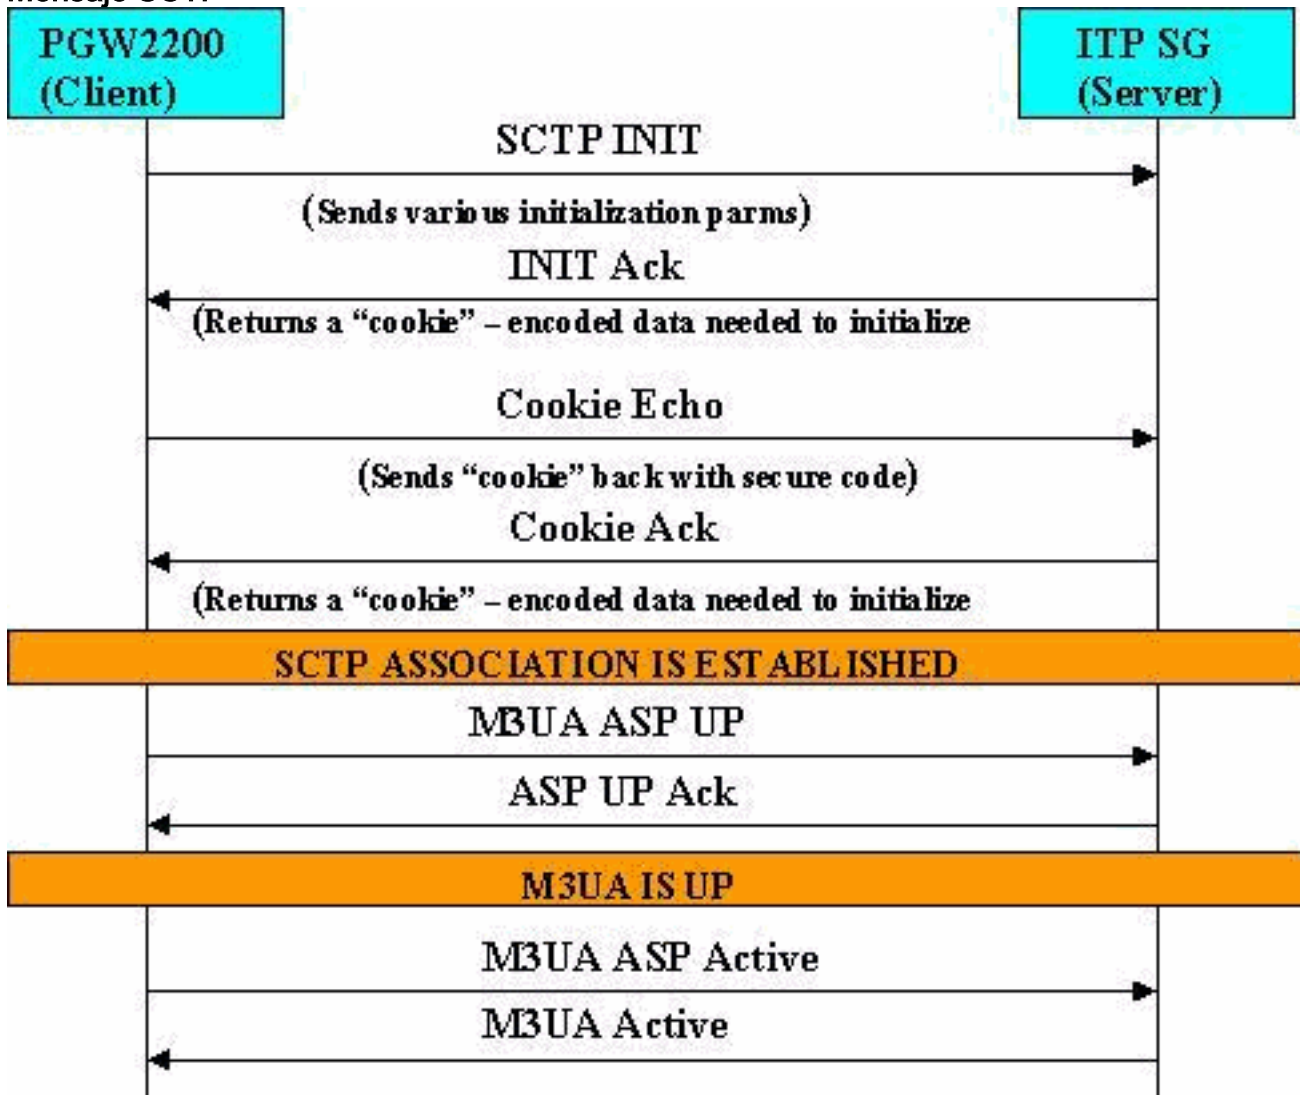 PGW2200
(Client)
ITP SG
(Server)
SCTP INIT
(Sends various initialization parms)
INIT Ack
(Returns a “cookie” – encoded data needed to initialize
Cookie Echo
(Sends “cookie” back with secure code)
Cookie Ack
(Returns a “cookie” – encoded data needed to initialize
SCTP ASSOCIATION IS ESTABLISHED
M3UA ASP UP
ASP UP Ack
M3UA IS UP
M3UA ASP Active
M3UA Active